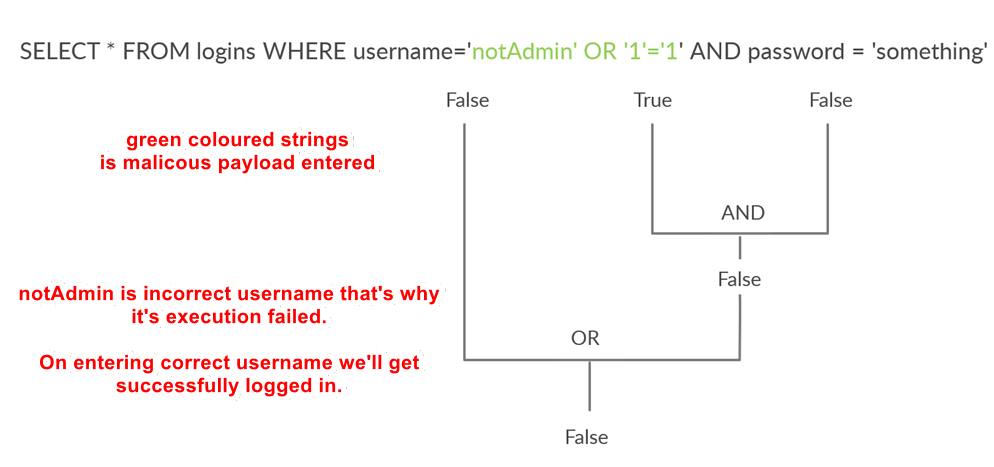 SELECT * FROM logins WHERE username='notAdmin' OR '1'='1' AND password = 'something'
False True False
green coloured strings
is malicous payload entered
AND
False
notAdmin is incorrect username that's why
it's execution failed.
OR
On entering correct username we'll get
successfully logged in.
False